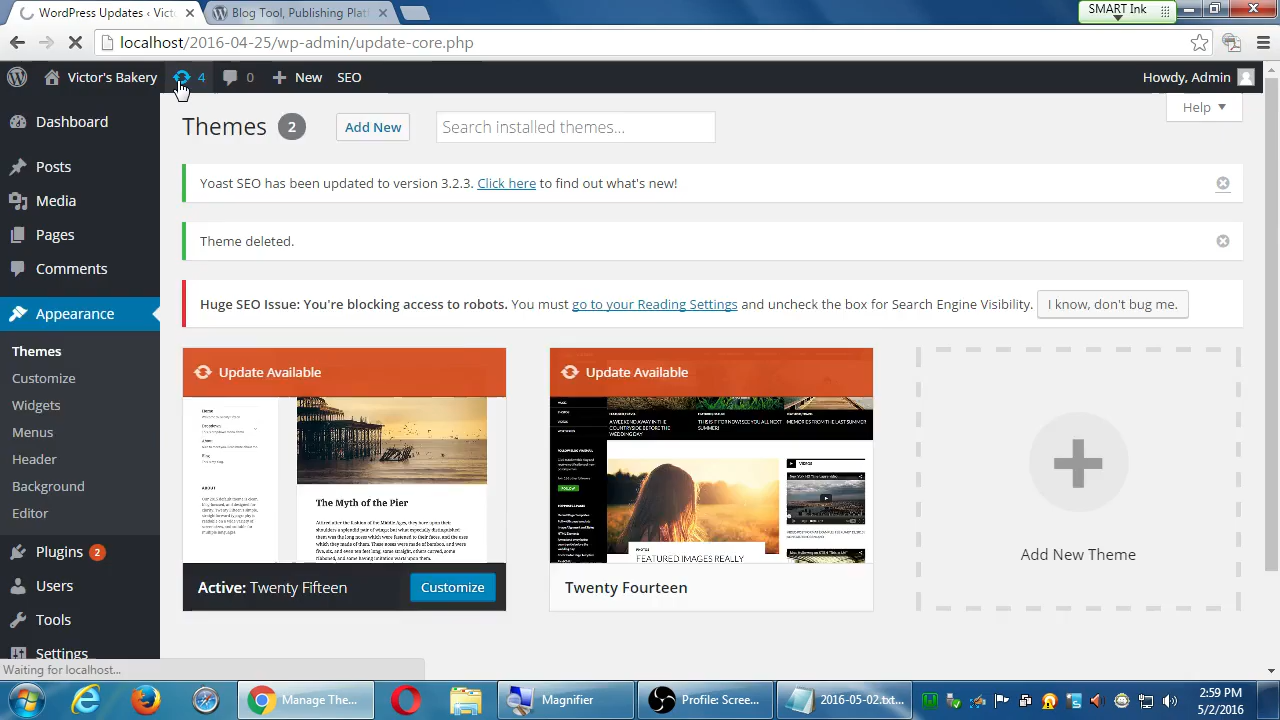 WordPress Updates ‹ Vict
Blog Tool, Publishing Platf
SMART Ink
localhost/2016-04-25/wp-admin/update-core.php
Victor's Bakery
4
0
New
SEO
Howdy, Admin
Dashboard
Posts
Media
Pages
Comments
Appearance
Themes
Customize
Widgets
Menus
Header
Background
Editor
Plugins 2
Users
Tools
Settings
Themes 2
Add New
Search installed themes...
Help
Yoast SEO has been updated to version 3.2.3. Click here to find out what's new!
Theme deleted.
Huge SEO Issue: You're blocking access to robots. You must go to your Reading Settings and uncheck the box for Search Engine Visibility.
I know, don't bug me.
Update Available
The Myth of the Pier
Active: Twenty Fifteen
Customize
Update Available
FEATURED IMAGES REALLY
Twenty Fourteen
Add New Theme
Waiting for localhost...
Manage The...
Magnifier
Profile: Scree...
2016-05-02.txt...
2:59 PM
5/2/2016